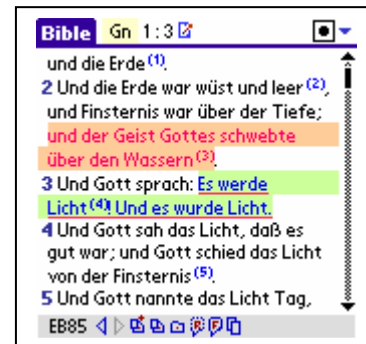 Bible Gn 1:3
und die Erde (1).
2 Und die Erde war wüst und leer (2),
und Finsternis war über der Tiefe;
und der Geist Gottes schwebte
über den Wassern (3).
3 Und Gott sprach: Es werde
Licht (4)! Und es wurde Licht.
4 Und Gott sah das Licht, daß es
gut war; und Gott schied das Licht
von der Finsternis (5).
5 Und Gott nannte das Licht Tag,
EB85